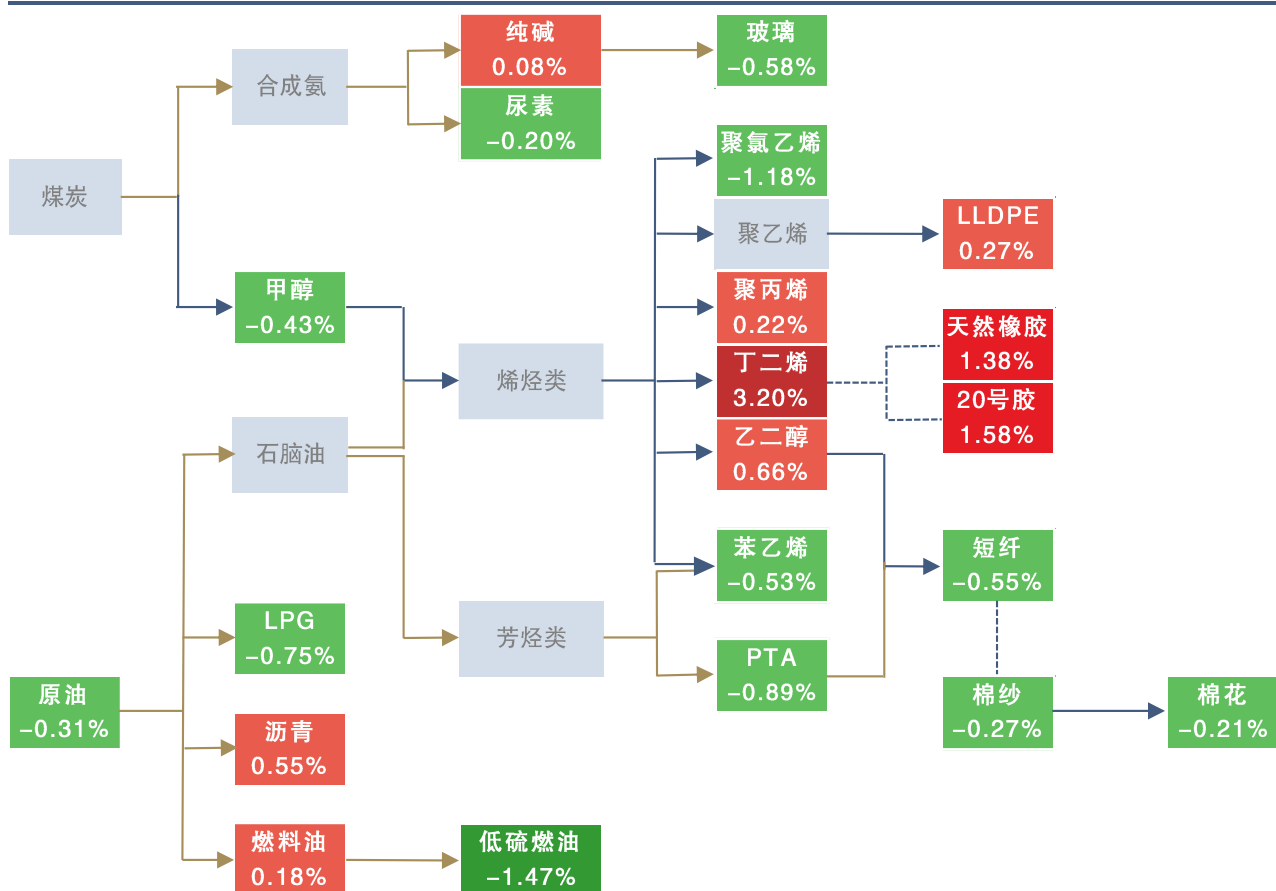 纯碱
0.08%
玻璃
-0.58%
合成氨
尿素
-0.20%
聚氯乙烯
-1.18%
煤炭
聚乙烯
LLDPE
0.27%
甲醇
-0.43%
聚丙烯
0.22%
天然橡胶
1.38%
烯烃类
丁二烯
3.20%
20号胶
1.58%
石脑油
乙二醇
0.66%
苯乙烯
-0.53%
短纤
-0.55%
LPG
-0.75%
芳烃类
PTA
-0.89%
原油
-0.31%
棉纱
-0.27%
棉花
-0.21%
沥青
0.55%
燃料油
0.18%
低硫燃油
-1.47%